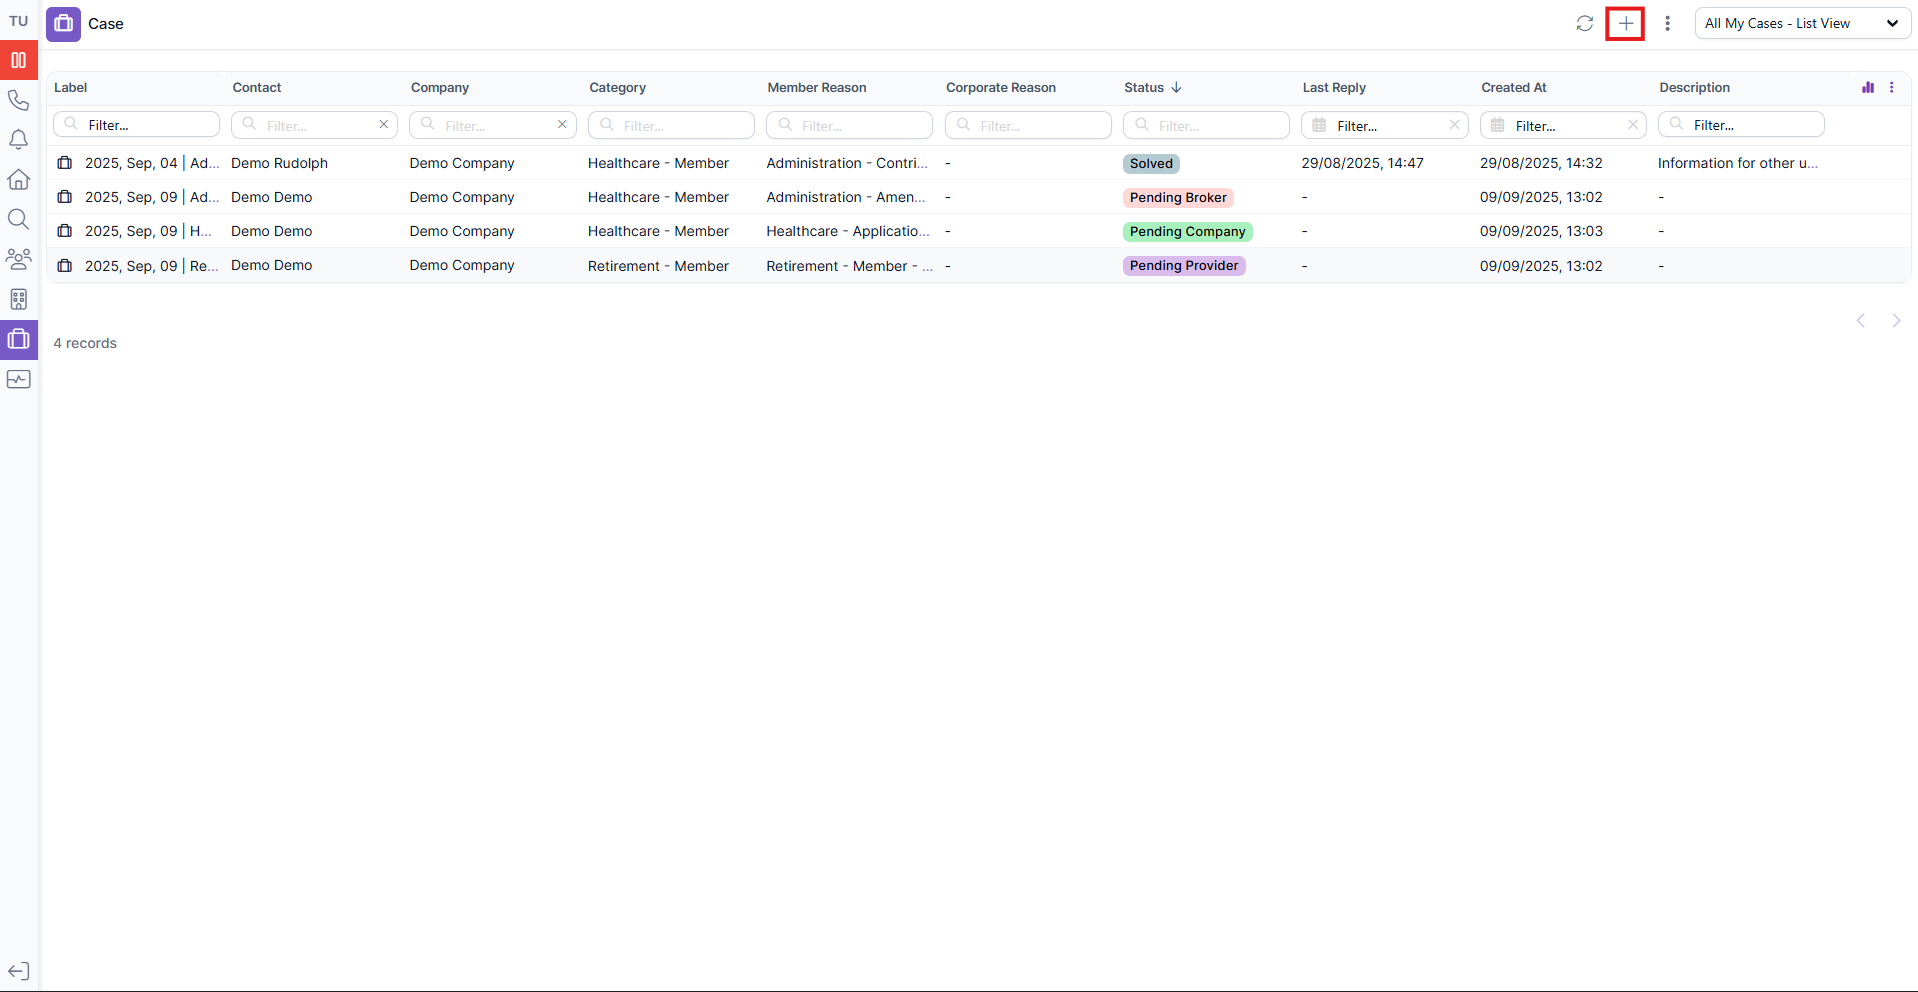 TU
Case
All My Cases - List View
Label Contact Company Category Member Reason Corporate Reason Status Last Reply Created At Description
Filter... Filter... Filter... Filter... Filter... Filter... Filter... Filter... Filter... Filter...
2025, Sep, 04 | Ad... Demo Rudolph Demo Company Healthcare - Member Administration - Contri... - Solved 29/08/2025, 14:47 29/08/2025, 14:32 Information for other u...
2025, Sep, 09 | Ad... Demo Demo Demo Company Healthcare - Member Administration - Amen... - Pending Broker - 09/09/2025, 13:02 -
2025, Sep, 09 | H... Demo Demo Demo Company Healthcare - Member Healthcare - Applicatio... - Pending Company - 09/09/2025, 13:03 -
2025, Sep, 09 | Re... Demo Demo Demo Company Retirement - Member Retirement - Member - ... - Pending Provider - 09/09/2025, 13:02 -
4 records